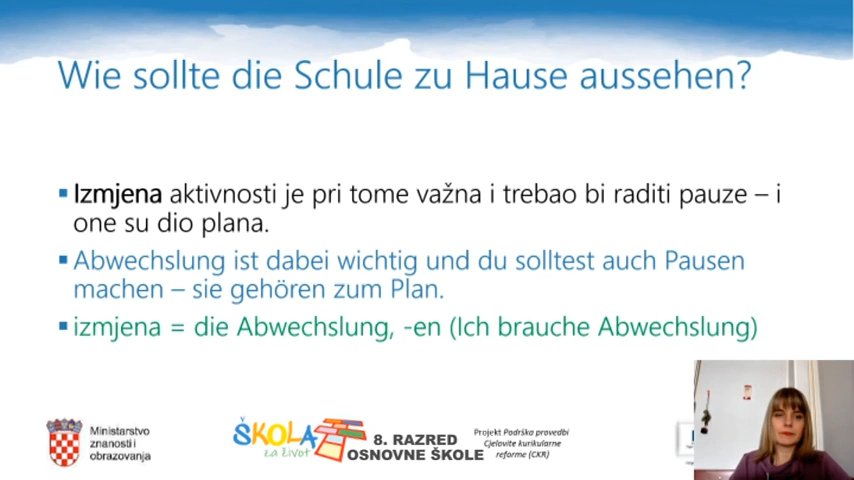 Wie sollte die Schule zu Hause aussehen?
Izmjena aktivnosti je pri tome važna i trebao bi raditi pauze – i
one su dio plana.
Abwechslung ist dabei wichtig und du solltest auch Pausen
machen – sie gehören zum Plan.
izmjena = die Abwechslung, -en (Ich brauche Abwechslung)
Ministarstvo
znanosti i
obrazovanja
ŠKOLA
za život
8. RAZRED
OSNOVNE ŠKOLE
Projekt Podrška provedbi
Cjelovite kurikularne
reforme (CKR)